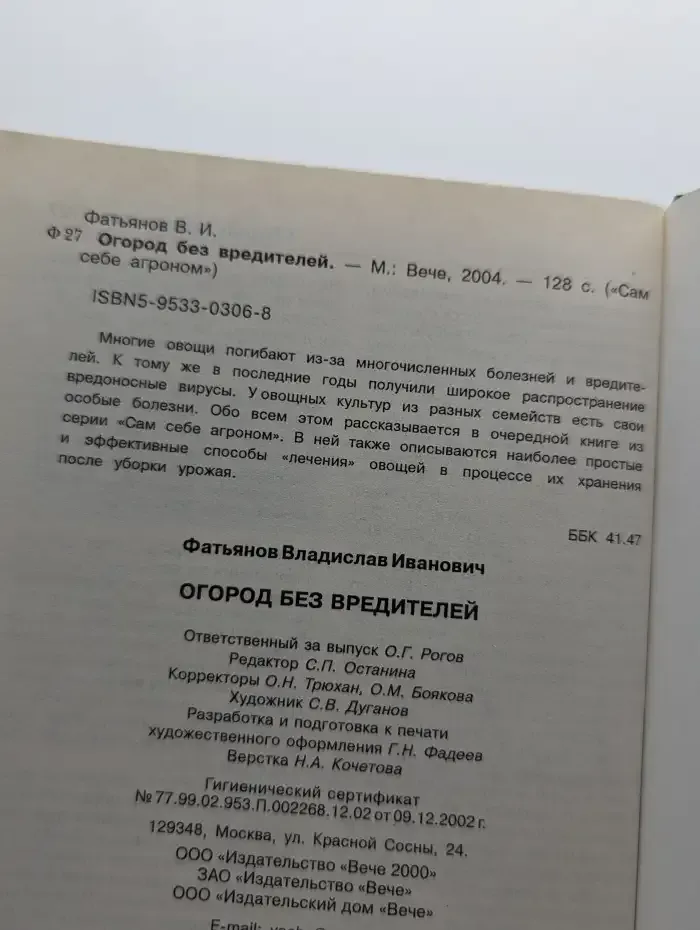 Фатьянов В. И.
Ф 27 Огород без вредителей. — М.: Вече, 2004. — 128 с. («Сам
себе агроном»)
ISBN5-9533-0306-8
Многие овощи погибают из-за многочисленных болезней и вредите-
лей. К тому же в последние годы получили широкое распространение
вредоносные вирусы. У овощных культур из разных семейств есть свои
особые болезни. Обо всем этом рассказывается в очередной книге из
серии «Сам себе агроном». В ней также описываются наиболее простые
и эффективные способы «лечения» овощей в процессе их хранения
после уборки урожая.
ББК 41.47
Фатьянов Владислав Иванович
ОГОРОД БЕЗ ВРЕДИТЕЛЕЙ
Ответственный за выпуск О.Г. Рогов
Редактор С.П. Останина
Корректоры О.Н. Трюхан, О.М. Боякова
Художник С.В. Дуганов
Разработка и подготовка к печати
художественного оформления Г.Н. Фадеев
Верстка Н.А. Кочетова
Гигиенический сертификат
№ 77.99.02.953.П.002268.12.02 от 09.12.2002 г.
129348, Москва, ул. Красной Сосны, 24.
ООО «Издательство «Вече 2000»
ЗАО «Издательство «Вече»
ООО «Издательский дом «Вече»
E-mail: